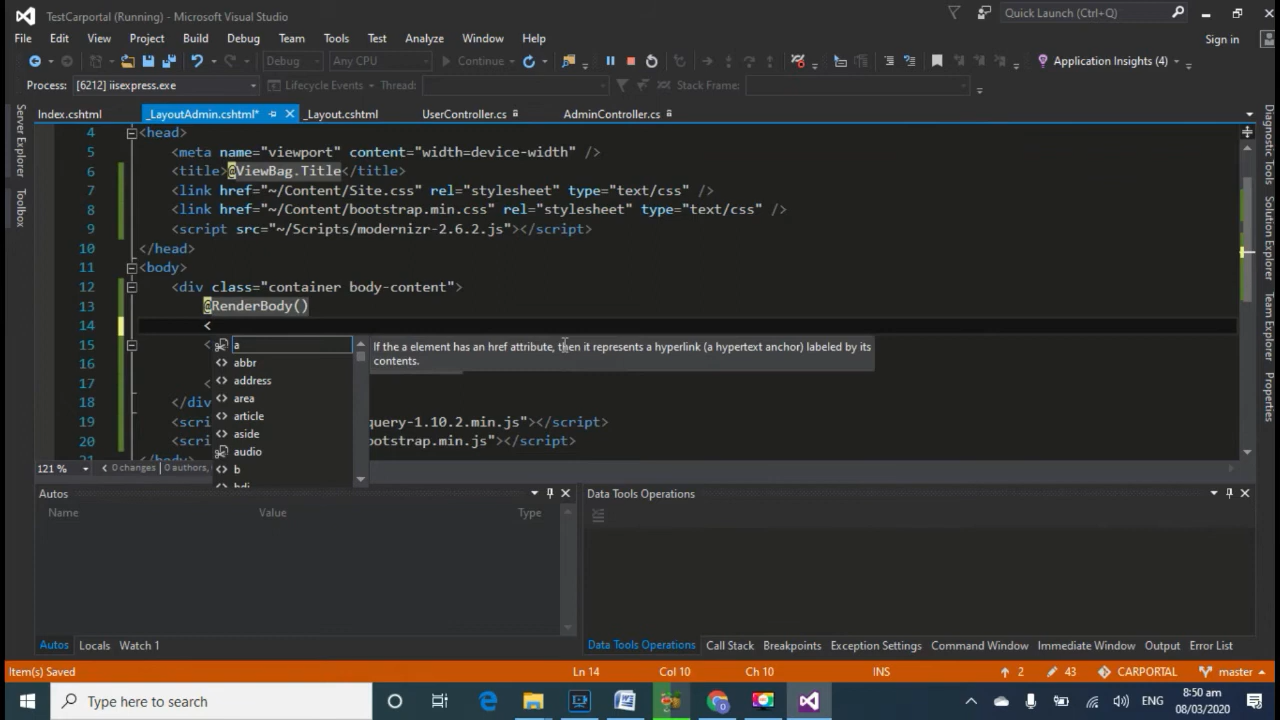 TestCarportal (Running) - Microsoft Visual Studio
Quick Launch (Ctrl+Q)
File Edit View Project Build Debug Team Tools Test Analyze Window Help
Sign in
Debug Any CPU Continue Application Insights (4)
Process: [6212] iisexpress.exe Lifecycle Events Thread: Stack Frame:
Server Explorer
Toolbox
Index.cshtml _LayoutAdmin.cshtml* _Layout.cshtml UserController.cs AdminController.cs
Diagnostic Tools
Solution Explorer
Team Explorer
Properties
4 <head>
5 <meta name="viewport" content="width=device-width" />
6 <title>@ViewBag.Title</title>
7 <link href="~/Content/Site.css" rel="stylesheet" type="text/css" />
8 <link href="~/Content/bootstrap.min.css" rel="stylesheet" type="text/css" />
9 <script src="~/Scripts/modernizr-2.6.2.js"></script>
10 </head>
11 <body>
12 <div class="container body-content">
13 @RenderBody()
14 <
15 <
16
17 <
18 </div
19 <scr query-1.10.2.min.js"></script>
20 <scr ootstrap.min.js"></script>
21 </body>
a
abbr
address
area
article
aside
audio
b
bdi
If the a element has an href attribute, then it represents a hyperlink (a hypertext anchor) labeled by its
contents.
121 % 0 changes | 0 authors,
Autos
Name Value Type
Data Tools Operations
Autos Locals Watch 1
Data Tools Operations Call Stack Breakpoints Exception Settings Command Window Immediate Window Output Error List
Item(s) Saved Ln 14 Col 10 Ch 10 INS 2 43 CARPORTAL master
Type here to search
ENG
8:50 am
08/03/2020